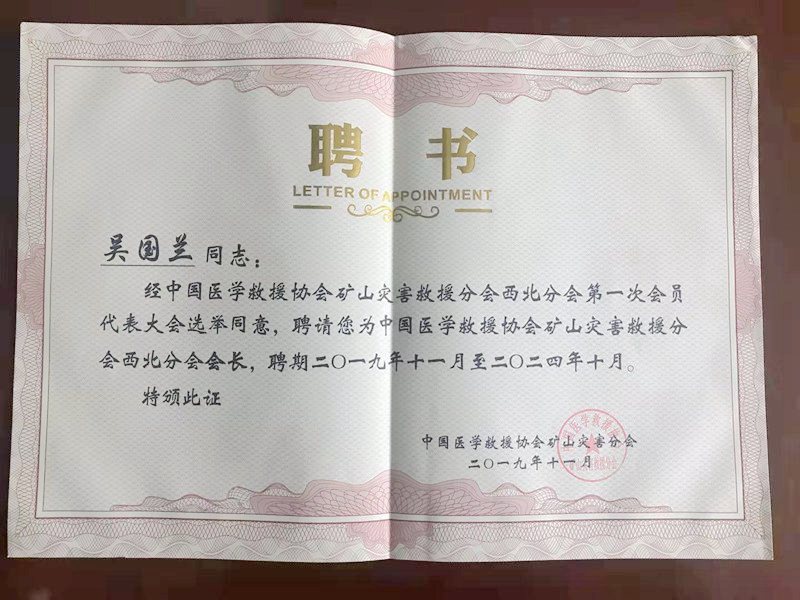 聘书
LETTER OF APPOINTMENT
吴国兰同志：
经中国医学救援协会矿山灾害救援分会西北分会第一次会员
代表大会选举同意，聘请您为中国医学救援协会矿山灾害救援分
会西北分会会长，聘期二〇一九年十一月至二〇二四年十月。
特颁此证
中国医学救援协会矿山灾害分会
二〇一九年十一月